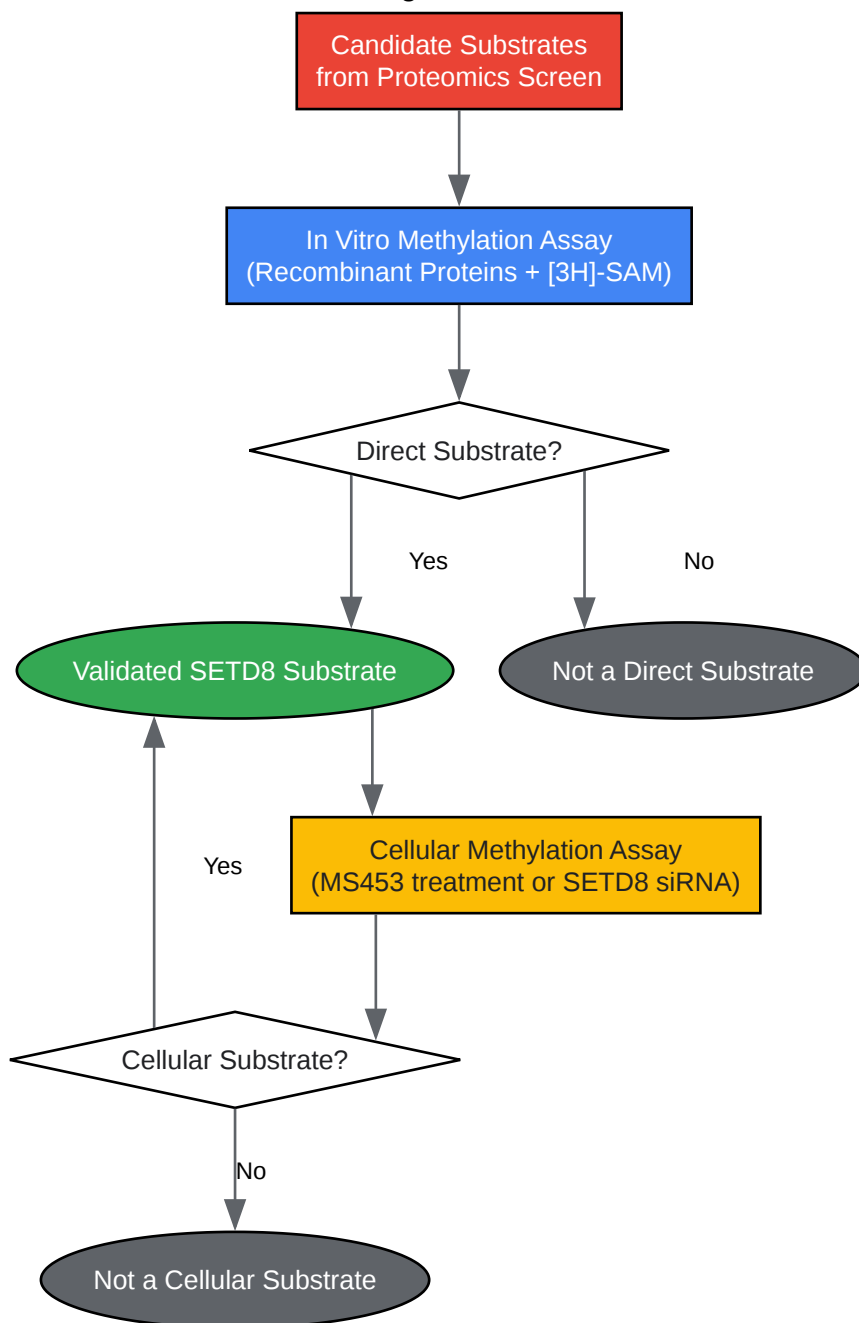 Candidate Substrates
from Proteomics Screen
In Vitro Methylation Assay
(Recombinant Proteins + [3H]-SAM)
Direct Substrate?
Yes
No
Validated SETD8 Substrate
Not a Direct Substrate
Cellular Methylation Assay
(MS453 treatment or SETD8 siRNA)
Yes
Cellular Substrate?
No
Not a Cellular Substrate